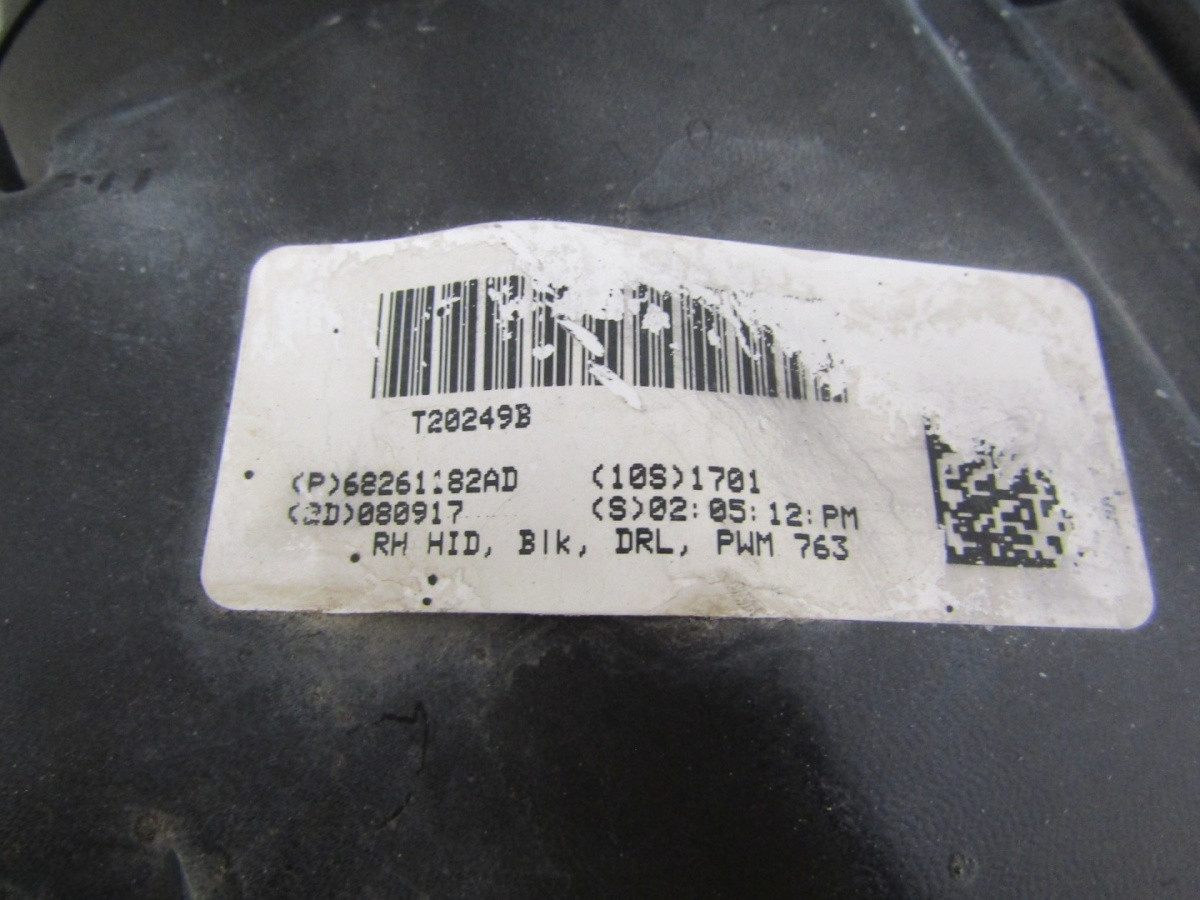 T20249B
(P)68261182AD (10S)1701
(2D)080917 (S)02:05:12:PM
RH HID, Blk, DRL, PWM 763